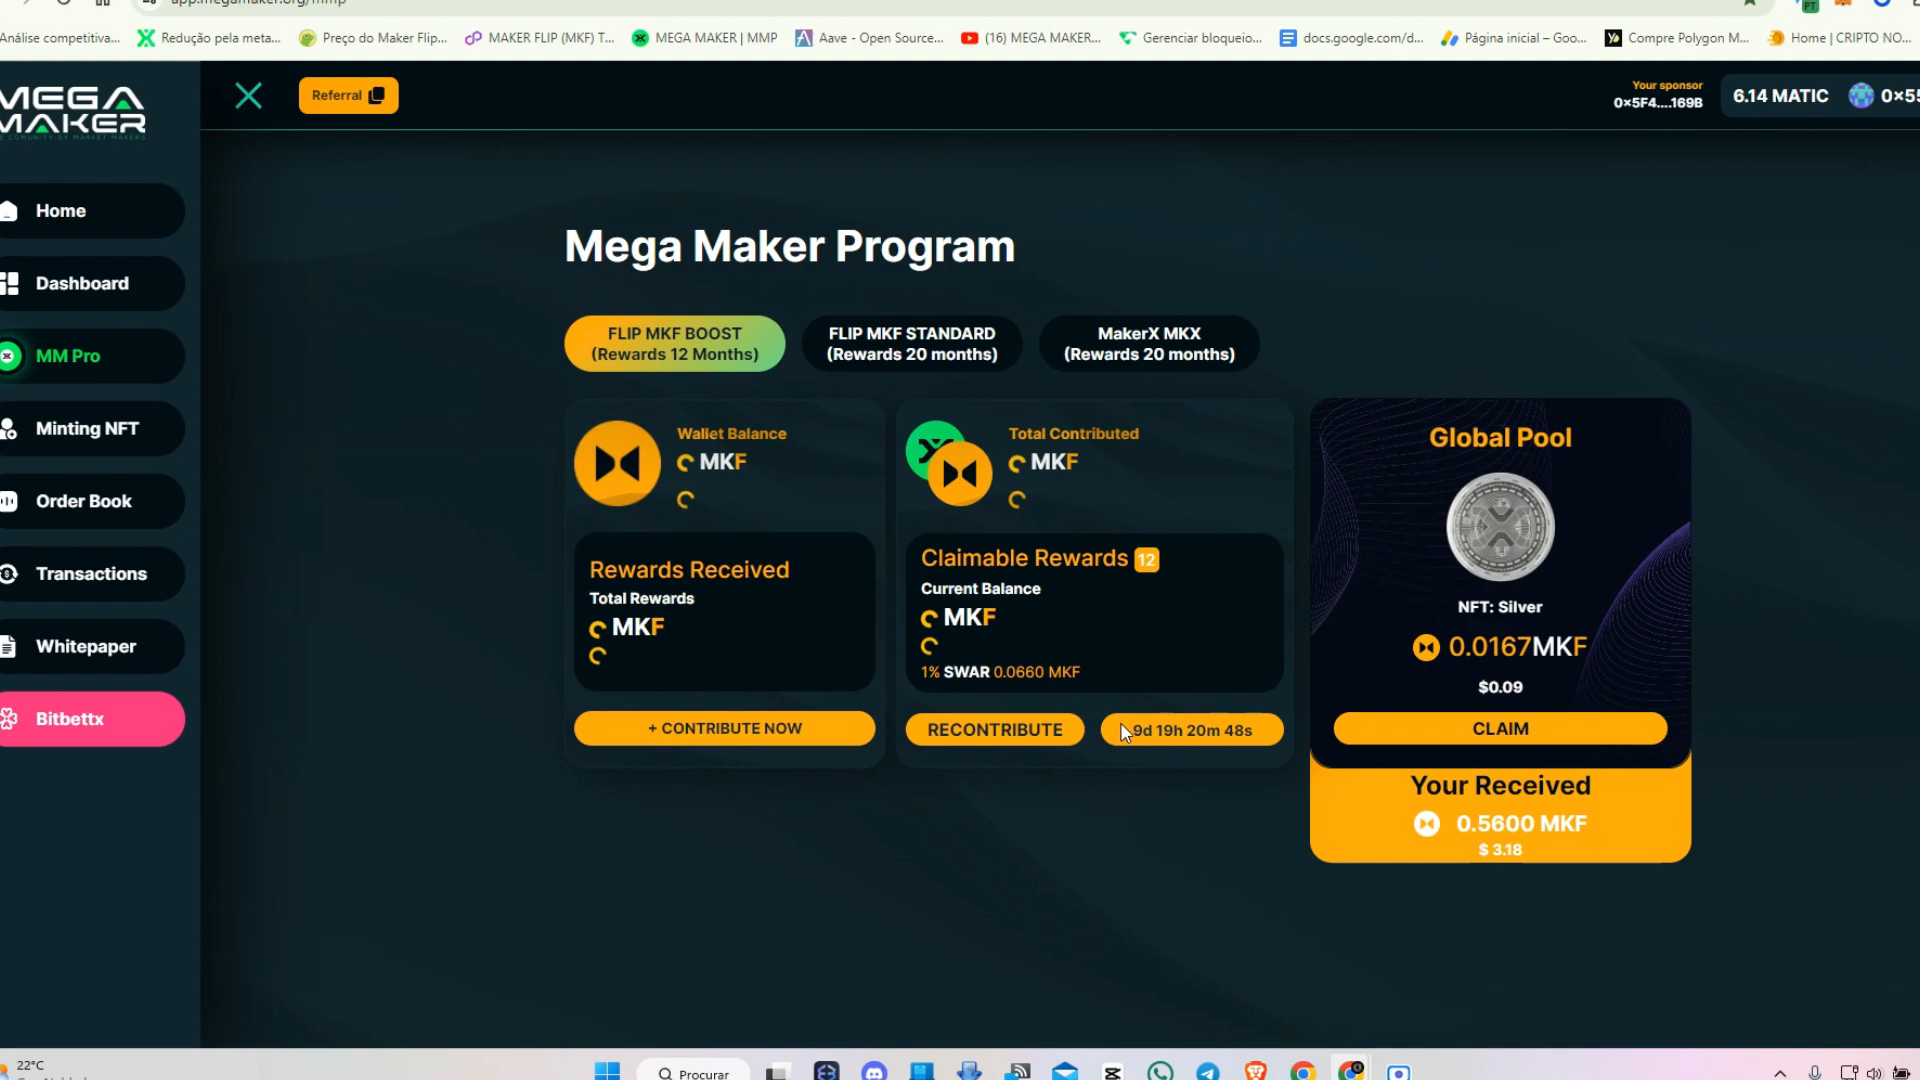 app.megamaker.org/mmp
PT
Análise competitiva...
Redução pela meta...
Preço do Maker Flip...
MAKER FLIP (MKF) T...
MEGA MAKER | MMP
Aave - Open Source...
(16) MEGA MAKER...
Gerenciar bloqueio...
docs.google.com/d...
Página inicial – Goo...
Compre Polygon M...
Home | CRIPTO NO...
MEGA
MAKER
Referral
Your sponsor
0x5F4....169B
6.14 MATIC
0x55
Home
Dashboard
MM Pro
Minting NFT
Order Book
Transactions
Whitepaper
Bitbettx
Mega Maker Program
FLIP MKF BOOST
(Rewards 12 Months)
FLIP MKF STANDARD
(Rewards 20 months)
MakerX MKX
(Rewards 20 months)
Wallet Balance
MKF
Rewards Received
Total Rewards
MKF
+ CONTRIBUTE NOW
Total Contributed
MKF
Claimable Rewards 12
Current Balance
MKF
1% SWAR 0.0660 MKF
RECONTRIBUTE
9d 19h 20m 48s
Global Pool
NFT: Silver
0.0167MKF
$0.09
CLAIM
Your Received
0.5600 MKF
$ 3.18
22°C
Procurar